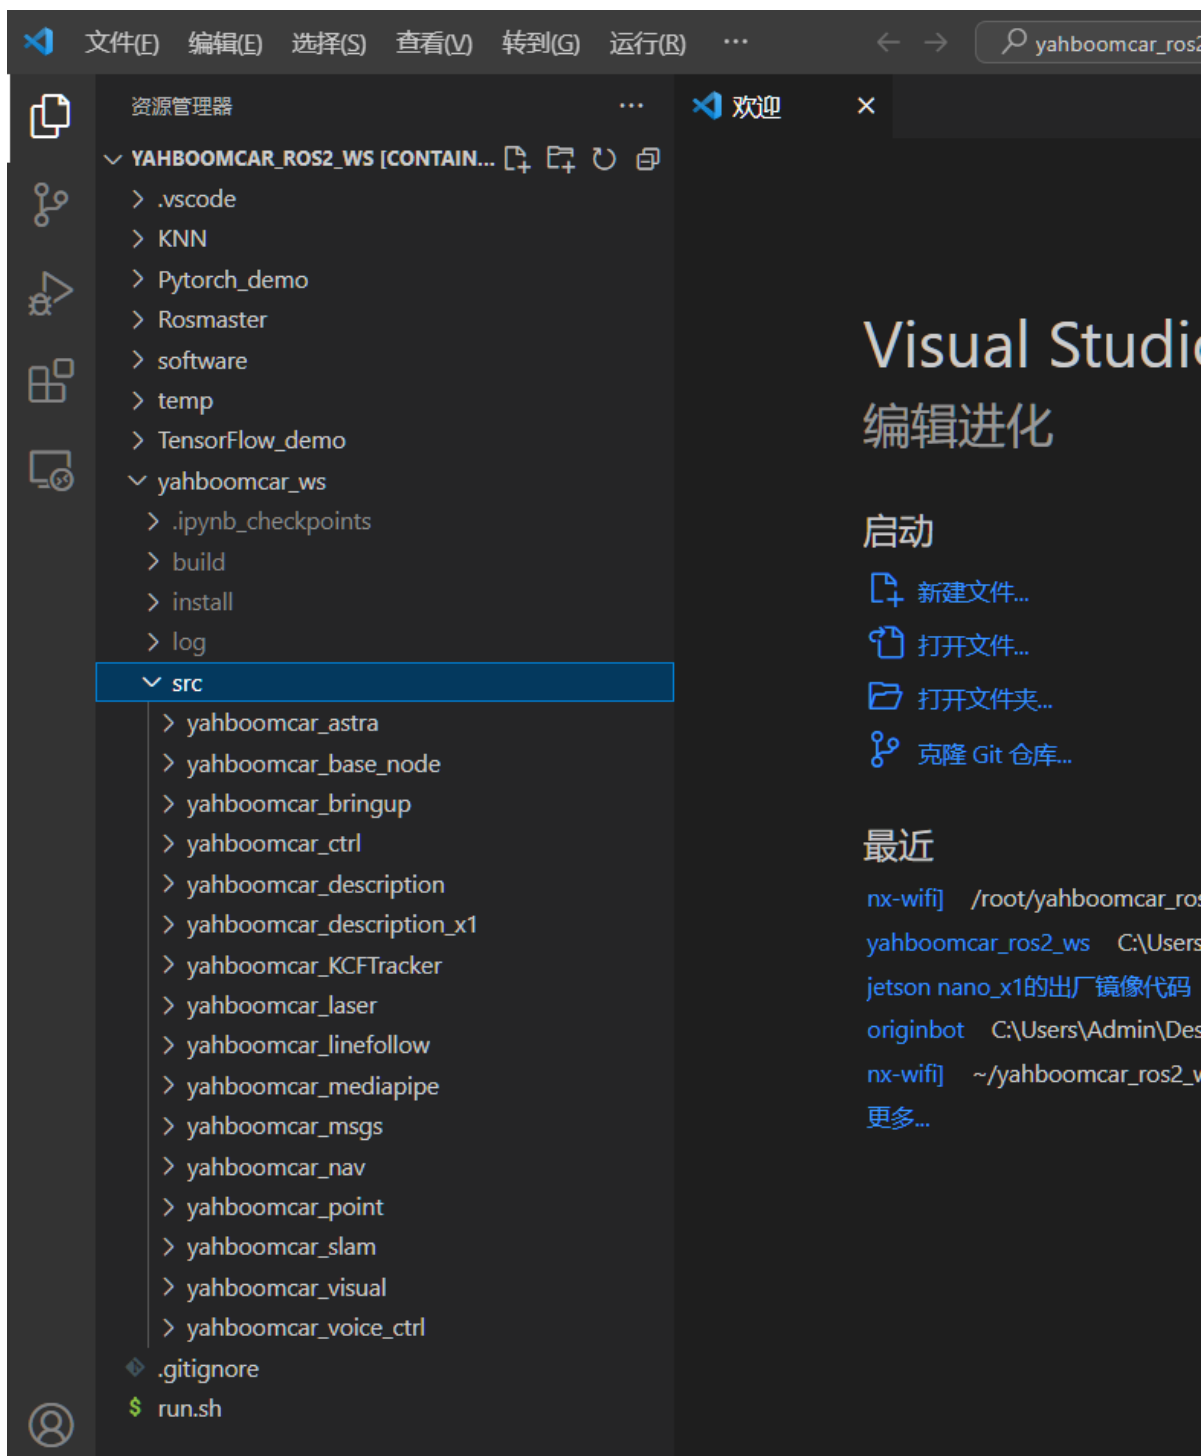 文件(F) 编辑(E) 选择(S) 查看(V) 转到(G) 运行(R) ··· yahboomcar_ros2
资源管理器 ···
YAHBOOMCAR_ROS2_WS [CONTAIN...
.vscode
KNN
Pytorch_demo
Rosmaster
software
temp
TensorFlow_demo
yahboomcar_ws
.ipynb_checkpoints
build
install
log
src
yahboomcar_astra
yahboomcar_base_node
yahboomcar_bringup
yahboomcar_ctrl
yahboomcar_description
yahboomcar_description_x1
yahboomcar_KCFTracker
yahboomcar_laser
yahboomcar_linefollow
yahboomcar_mediapipe
yahboomcar_msgs
yahboomcar_nav
yahboomcar_point
yahboomcar_slam
yahboomcar_visual
yahboomcar_voice_ctrl
.gitignore
$ run.sh
欢迎
Visual Studio
编辑进化
启动
新建文件...
打开文件...
打开文件夹...
克隆 Git 仓库...
最近
nx-wifi] /root/yahboomcar_ros
yahboomcar_ros2_ws C:\Users
jetson nano_x1的出厂镜像代码
originbot C:\Users\Admin\Des
nx-wifi] ~/yahboomcar_ros2_w
更多...